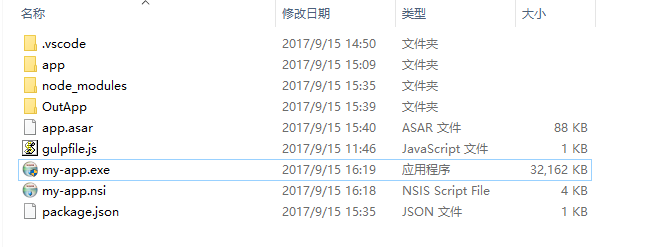 名称 修改日期 类型 大小
.vscode 2017/9/15 14:50 文件夹
app 2017/9/15 15:09 文件夹
node_modules 2017/9/15 15:35 文件夹
OutApp 2017/9/15 15:39 文件夹
app.asar 2017/9/15 15:40 ASAR 文件 88 KB
gulpfile.js 2017/9/15 11:46 JavaScript 文件 1 KB
my-app.exe 2017/9/15 16:19 应用程序 32,162 KB
my-app.nsi 2017/9/15 16:18 NSIS Script File 4 KB
package.json 2017/9/15 15:35 JSON 文件 1 KB